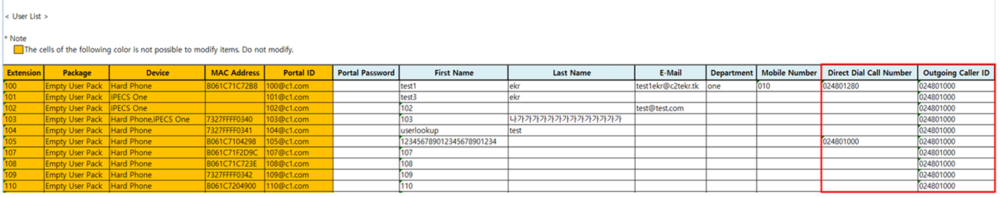 < User List >
* Note
The cells of the following color is not possible to modify items. Do not modify.
Extension Package Device MAC Address Portal ID Portal Password First Name Last Name E-Mail Department Mobile Number Direct Dial Call Number Outgoing Caller ID
100 Empty User Pack Hard Phone B061C71C72B8 100@c1.com test1 ekr test1ekr@c2tekr.tk one 010 024801280 024801000
101 Empty User Pack iPECS One 101@c1.com test3 ekr 024801000
102 Empty User Pack iPECS One 102@c1.com 102 test@test.com 024801000
103 Empty User Pack Hard Phone,iPECS One 7327FFFF0340 103@c1.com 103 나가가가가가가가가가가가가가가 024801000
104 Empty User Pack Hard Phone 7327FFFF0341 104@c1.com userlookup test 024801000
105 Empty User Pack Hard Phone B061C7104298 105@c1.com 123456789012345678901234 024801000 024801000
107 Empty User Pack Hard Phone B061C71F2D9C 107@c1.com 107 024801000
108 Empty User Pack Hard Phone B061C71C723E 108@c1.com 108 024801000
109 Empty User Pack Hard Phone 7327FFFF0342 109@c1.com 109 024801000
110 Empty User Pack Hard Phone B061C7204900 110@c1.com 110 024801000